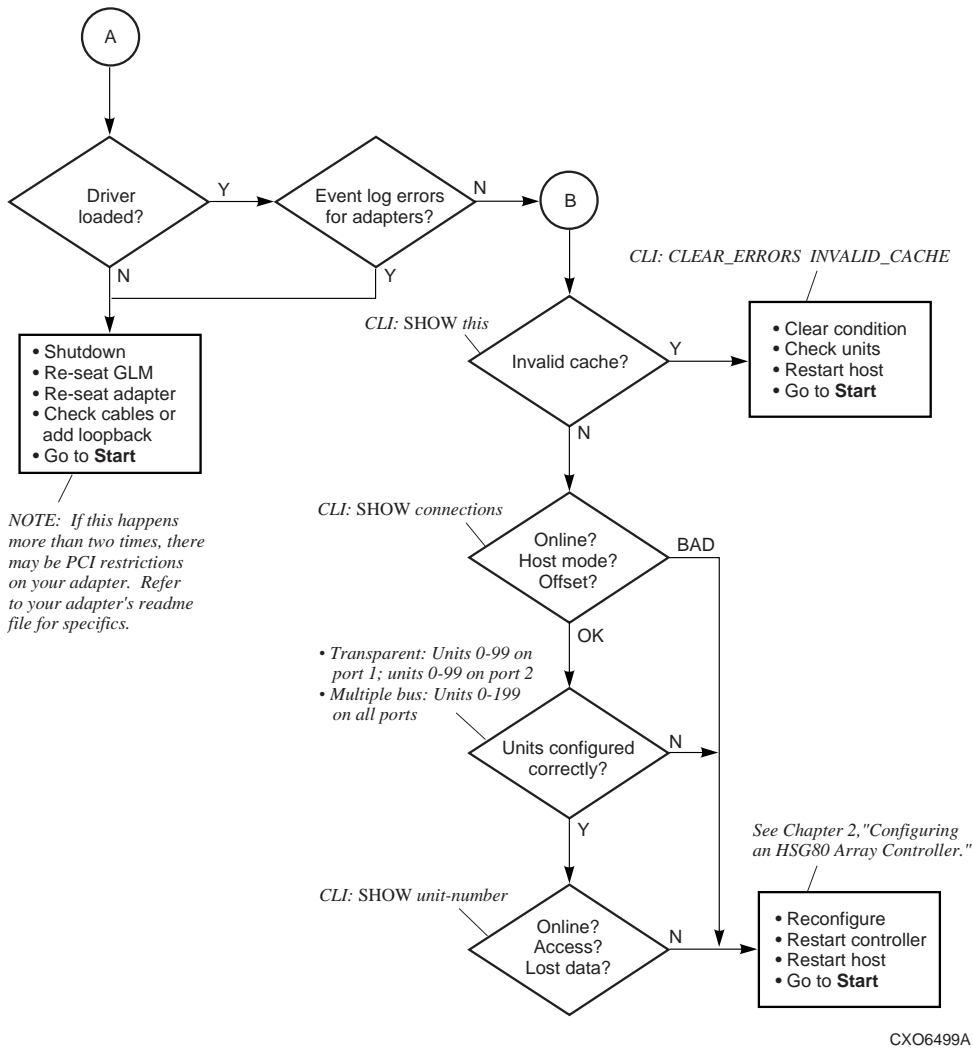 A
Driver
loaded?
Y
Event log errors
for adapters?
N
B
N
Y
• Shutdown
• Re-seat GLM
• Re-seat adapter
• Check cables or
add loopback
• Go to Start
NOTE: If this happens
more than two times, there
may be PCI restrictions
on your adapter. Refer
to your adapter's readme
file for specifics.
CLI: SHOW this
Invalid cache?
Y
CLI: CLEAR_ERRORS INVALID_CACHE
• Clear condition
• Check units
• Restart host
• Go to Start
N
CLI: SHOW connections
Online?
Host mode?
Offset?
BAD
OK
• Transparent: Units 0-99 on
port 1; units 0-99 on port 2
• Multiple bus: Units 0-199
on all ports
Units configured
correctly?
N
Y
CLI: SHOW unit-number
Online?
Access?
Lost data?
N
See Chapter 2,"Configuring
an HSG80 Array Controller."
• Reconfigure
• Restart controller
• Restart host
• Go to Start
CXO6499A